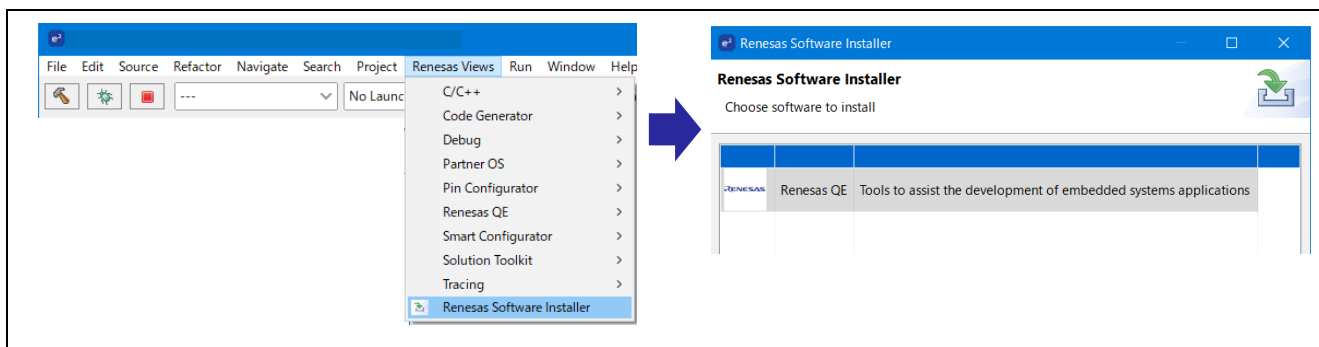 e²
File Edit Source Refactor Navigate Search Project Renesas Views Run Window Help
--- No Launc
C/C++
Code Generator
Debug
Partner OS
Pin Configurator
Renesas QE
Smart Configurator
Solution Toolkit
Tracing
Renesas Software Installer
e² Renesas Software Installer
Renesas Software Installer
Choose software to install
RENESAS Renesas QE Tools to assist the development of embedded systems applications